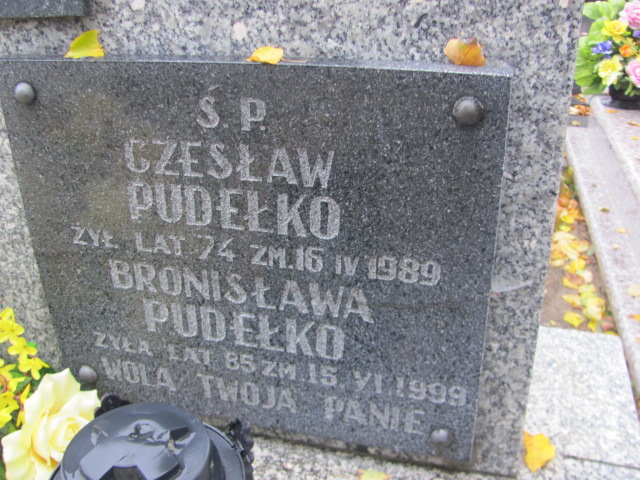 Ś. P.
CZESŁAW
PUDEŁKO
ŻYŁ LAT 74 ZM. 16 IV 1989
BRONISŁAWA
PUDEŁKO
ŻYŁA LAT 85 ZM 15 VI 1999
WOLA TWOJA PANIE